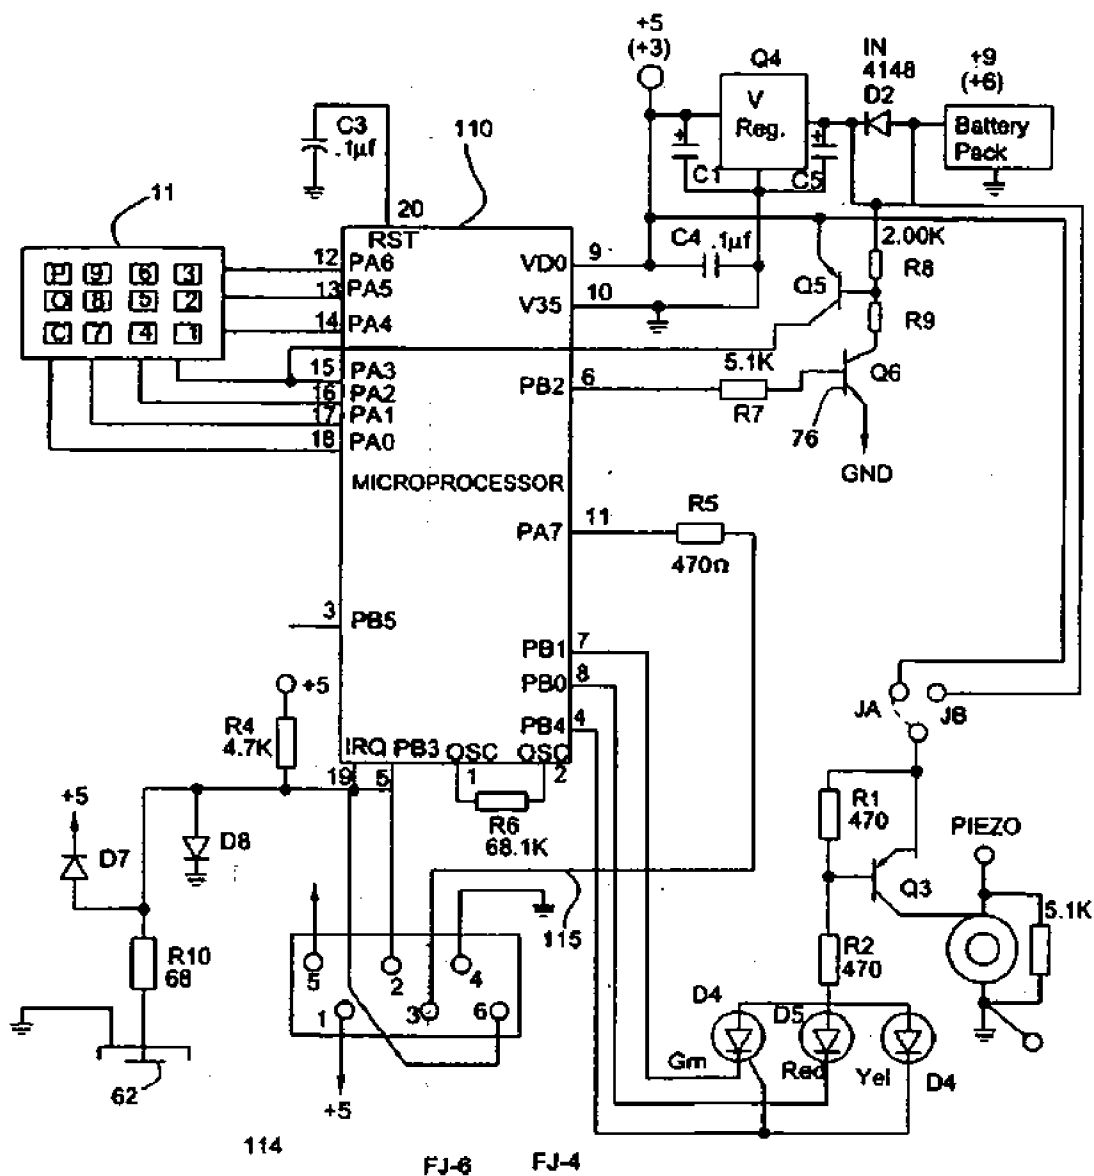 +5
(+3)
Q4
IN
4148
D2
+9
(+6)
V
Reg.
Battery
Pack
+
C1
+
C5
C3
.1µf
110
11
20
RST
C4
.1µf
2.00K
R8
12
PA6
VD0
9
13
PA5
V35
10
Q5
R9
14
PA4
P 9 6 3
O 8 5 2
C 7 4 1
15
PA3
16
PA2
17
PA1
18
PA0
PB2
6
5.1K
R7
Q6
76
GND
MICROPROCESSOR
PA7
11
R5
470Ω
3
PB5
PB1
7
PB0
8
PB4
4
JA
JB
+5
R4
4.7K
IRQ
PB3
OSC
OSC
19
5
1
2
R6
68.1K
+5
D7
D8
R1
470
PIEZO
Q3
5.1K
115
R10
68
R2
470
5
2
4
1
3
6
D4
D5
Grn
Red
Yel
D4
62
+5
114
FJ-6
FJ-4